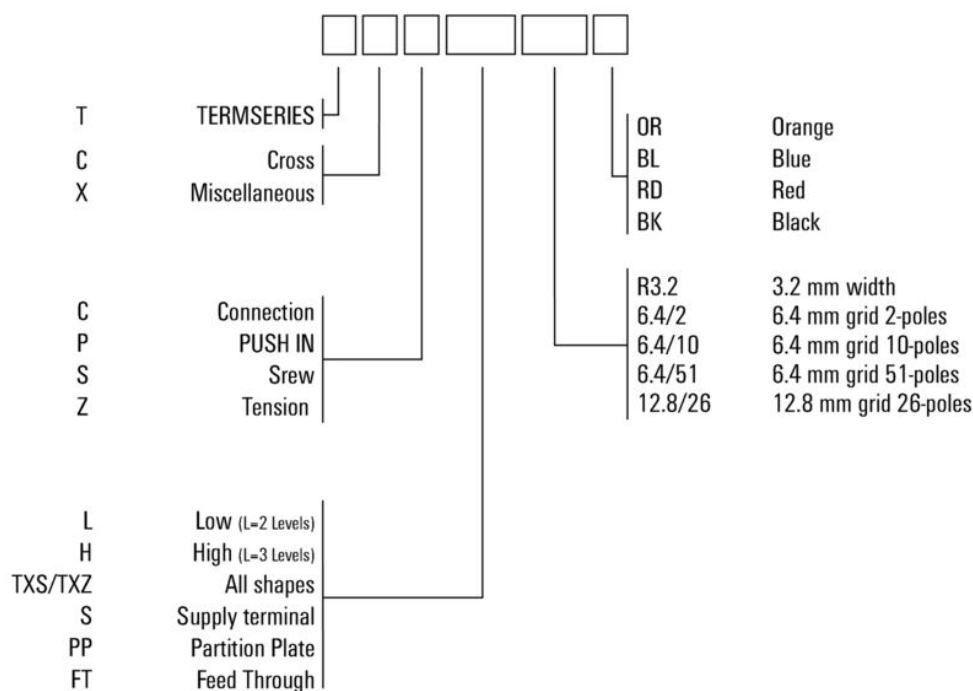 T TERMSERIES
C Cross
X Miscellaneous
OR Orange
BL Blue
RD Red
BK Black
C Connection
P PUSH IN
S Srew
Z Tension
R3.2 3.2 mm width
6.4/2 6.4 mm grid 2-poles
6.4/10 6.4 mm grid 10-poles
6.4/51 6.4 mm grid 51-poles
12.8/26 12.8 mm grid 26-poles
L Low (L=2 Levels)
H High (L=3 Levels)
TXS/TXZ All shapes
S Supply terminal
PP Partition Plate
FT Feed Through